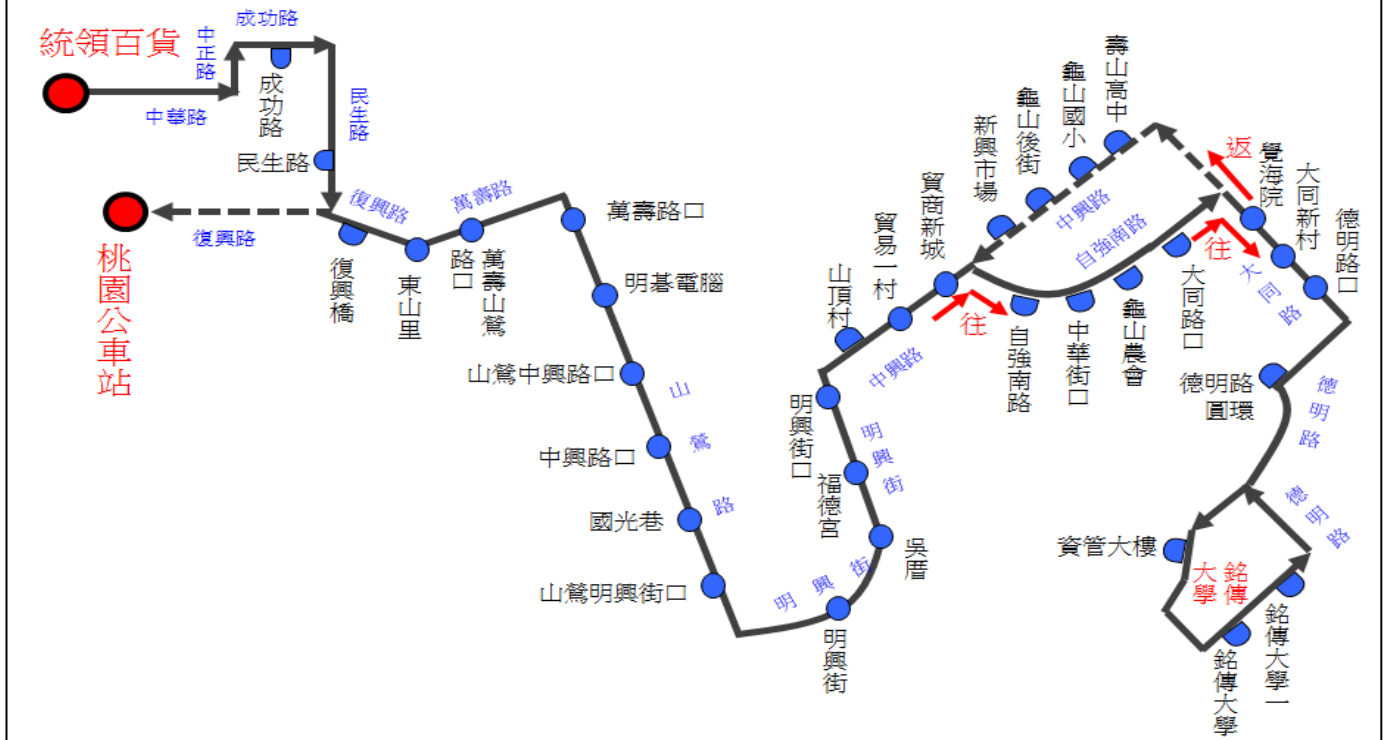 統領百貨
中華路
中正路
成功路
成功路
民生路
民生路
復興路
桃園公車站
復興路
復興橋
東山里
萬壽路
萬壽山鶯路口
萬壽路口
明碁電腦
山鶯中興路口
中興路口
國光巷
山鶯明興街口
山鶯路
明興街
明興街
吳厝
福德宮
明興街
明興街口
中興路
山頂村
貿易一村
貿商新城
往
新興市場
龜山後街
龜山國小
壽山高中
中興路
自強南路
自強南路
中華街口
龜山農會
大同路口
往
返
覺海院
大同新村
德明路口
大同路
德明路圓環
德明路
德明路
資管大樓
銘傳大學
銘傳大學一
銘傳大學